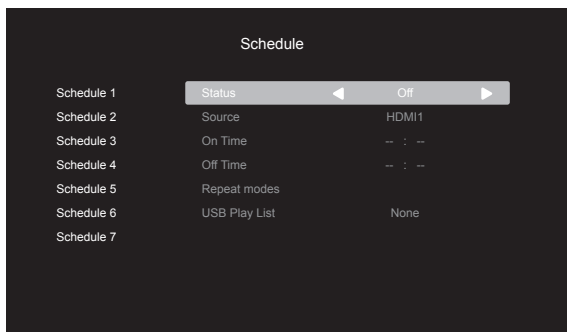 Schedule
Schedule 1 Status Off
Schedule 2 Source HDMI1
Schedule 3 On Time -- : --
Schedule 4 Off Time -- : --
Schedule 5 Repeat modes
Schedule 6 USB Play List None
Schedule 7